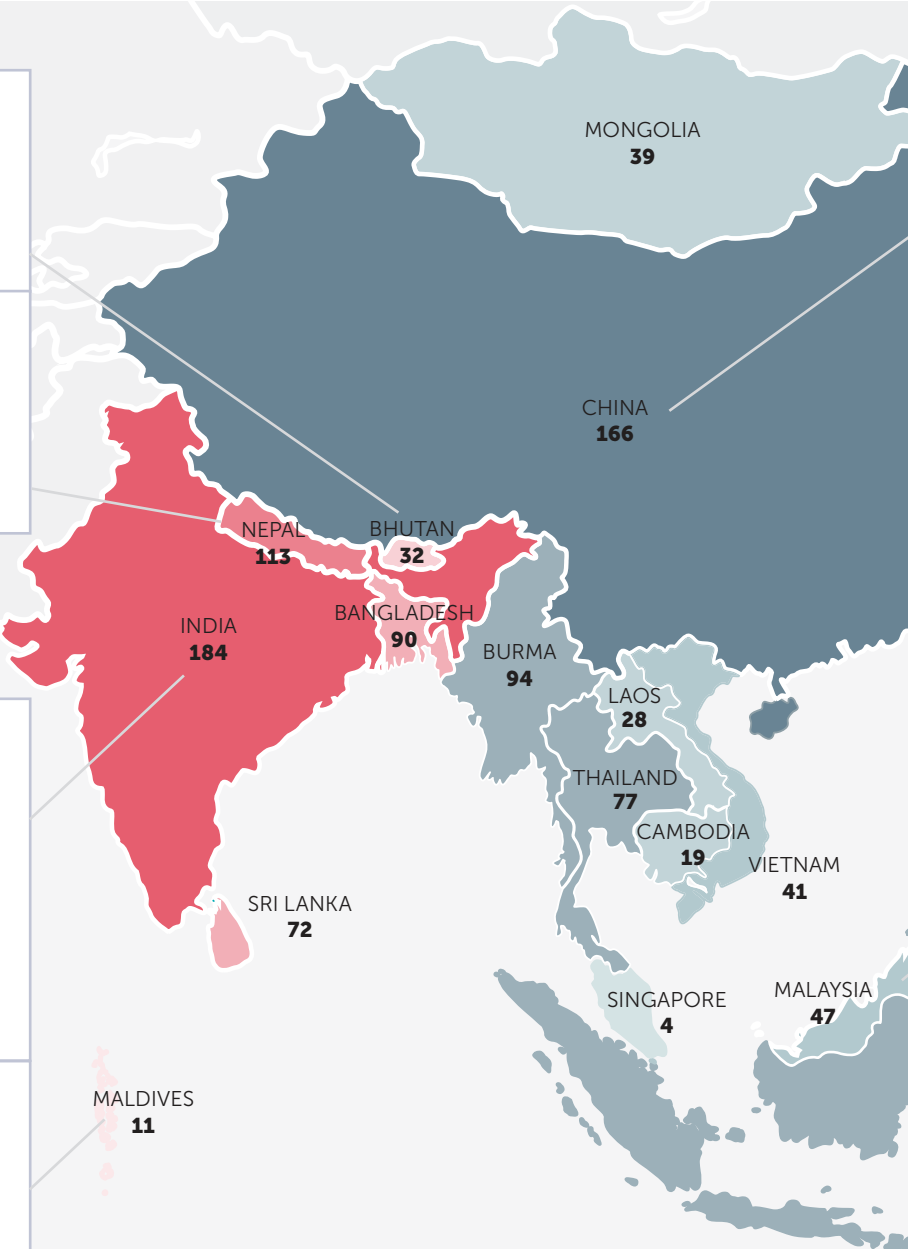 MONGOLIA
39
CHINA
166
NEPAL
113
BHUTAN
32
BANGLADESH
90
INDIA
184
BURMA
94
LAOS
28
THAILAND
77
CAMBODIA
19
VIETNAM
41
SRI LANKA
72
SINGAPORE
4
MALAYSIA
47
MALDIVES
11